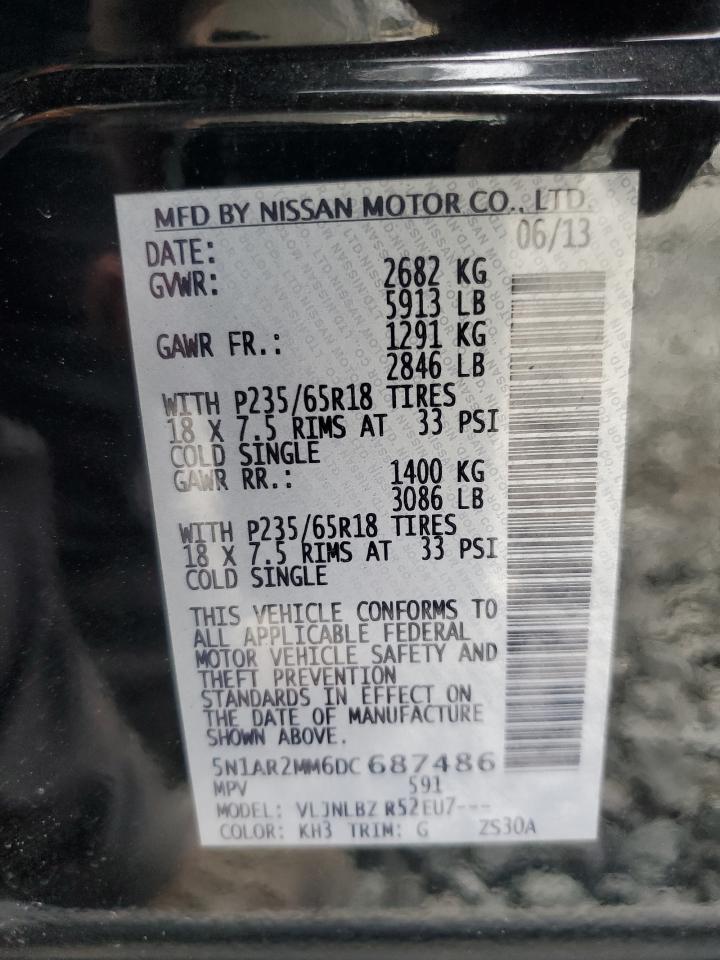 MFD BY NISSAN MOTOR CO., LTD.
DATE: 06/13
GVWR: 2682 KG
5913 LB
GAWR FR.: 1291 KG
2846 LB
WITH P235/65R18 TIRES
18 X 7.5 RIMS AT 33 PSI
COLD SINGLE
GAWR RR.: 1400 KG
3086 LB
WITH P235/65R18 TIRES
18 X 7.5 RIMS AT 33 PSI
COLD SINGLE
THIS VEHICLE CONFORMS TO
ALL APPLICABLE FEDERAL
MOTOR VEHICLE SAFETY AND
THEFT PREVENTION
STANDARDS IN EFFECT ON
THE DATE OF MANUFACTURE
SHOWN ABOVE.
5N1AR2MM6DC 687486
MPV 591
MODEL: VLJNLBZ R52EU7---
COLOR: KH3 TRIM: G ZS30A